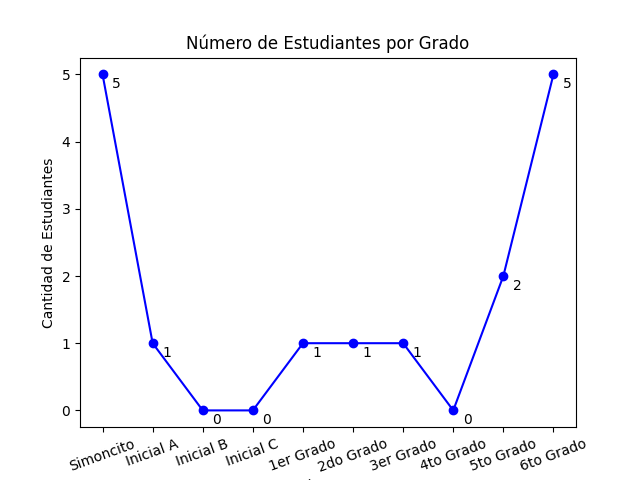 Número de Estudiantes por Grado
Cantidad de Estudiantes
5
4
3
2
1
0
5
1
0
0
1
1
1
0
2
5
Simoncito
Inicial A
Inicial B
Inicial C
1er Grado
2do Grado
3er Grado
4to Grado
5to Grado
6to Grado